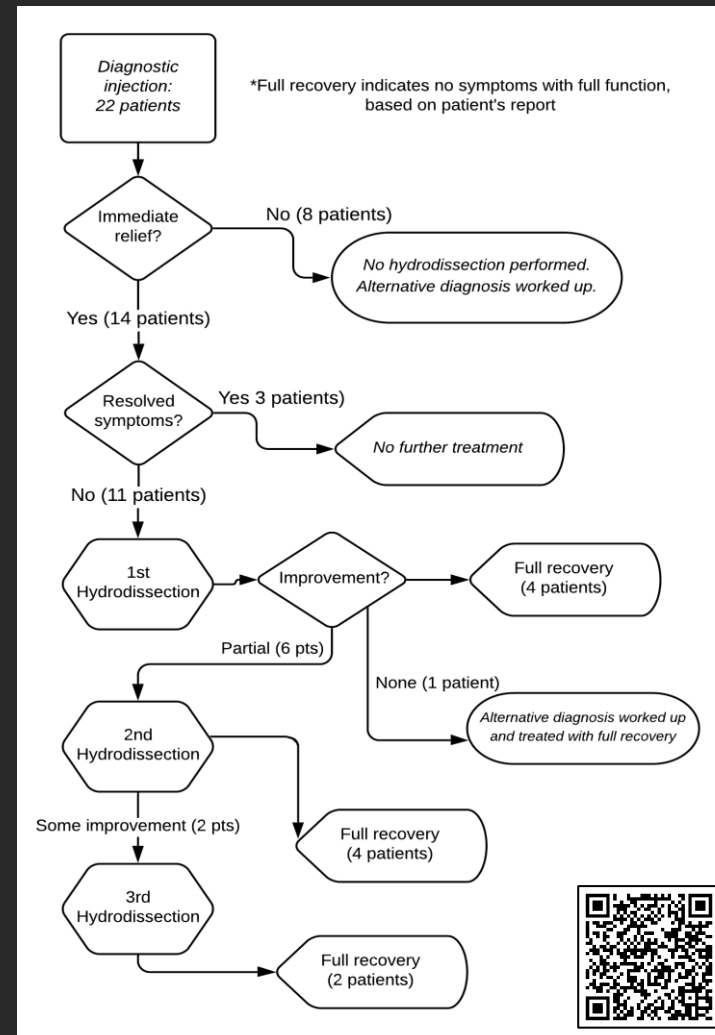 Diagnostic
injection:
22 patients
*Full recovery indicates no symptoms with full function,
based on patient's report
Immediate
relief?
No (8 patients)
No hydrodissection performed.
Alternative diagnosis worked up.
Yes (14 patients)
Resolved
symptoms?
Yes 3 patients)
No further treatment
No (11 patients)
1st
Hydrodissection
Improvement?
Full recovery
(4 patients)
Partial (6 pts)
None (1 patient)
Alternative diagnosis worked up
and treated with full recovery
2nd
Hydrodissection
Some improvement (2 pts)
Full recovery
(4 patients)
3rd
Hydrodissection
Full recovery
(2 patients)